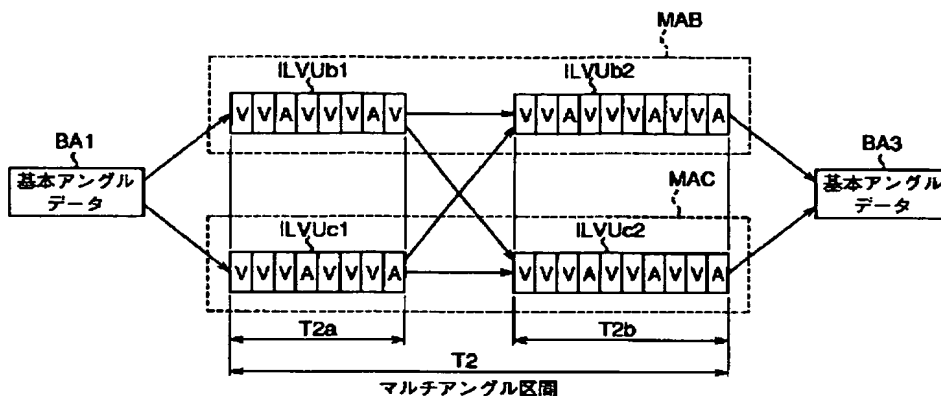 MAB
ILVUb1
ILVUb2
V V A V V V A V
V V A V V V A V V A
BA1
基本アングル
データ
BA3
基本アングル
データ
MAC
ILVUc1
ILVUc2
V V V A V V V A
V V V A V V A V V A
T2a
T2b
T2
マルチアングル区間